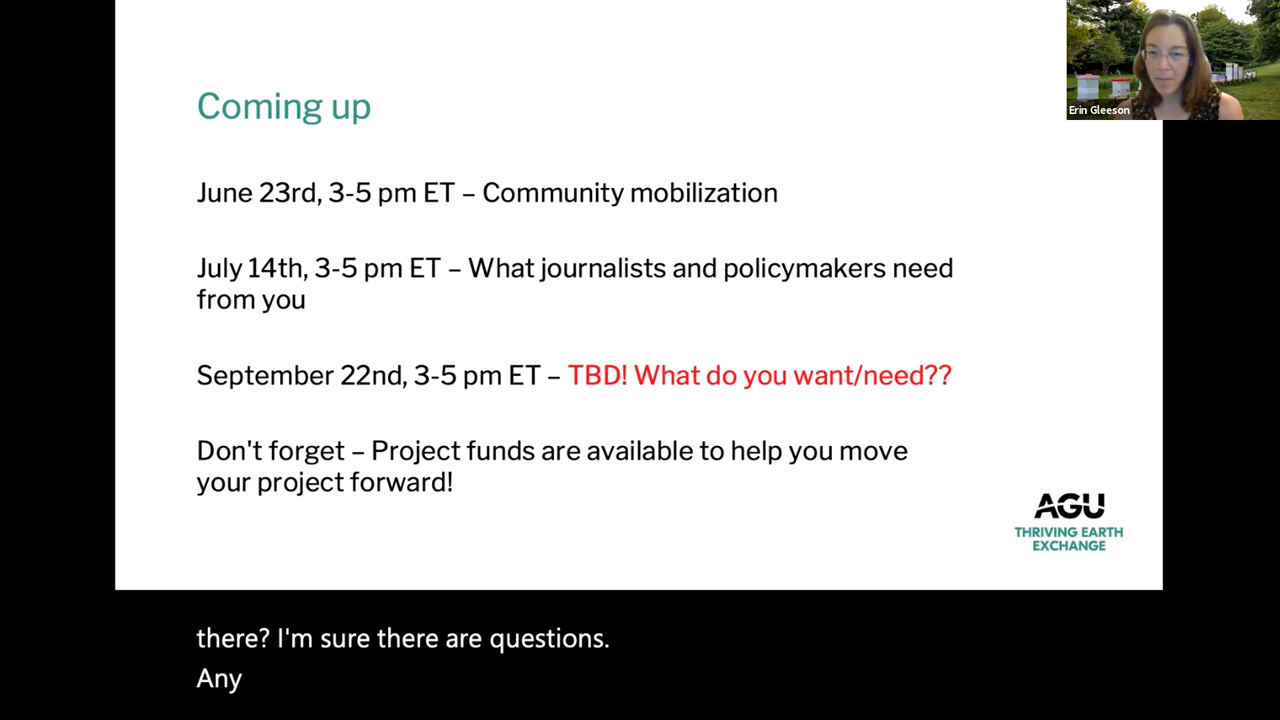 Erin Gleeson
Coming up
June 23rd, 3-5 pm ET – Community mobilization
July 14th, 3-5 pm ET – What journalists and policymakers need
from you
September 22nd, 3-5 pm ET – TBD! What do you want/need??
Don't forget – Project funds are available to help you move
your project forward!
AGU
THRIVING EARTH
EXCHANGE
there? I'm sure there are questions.
Any